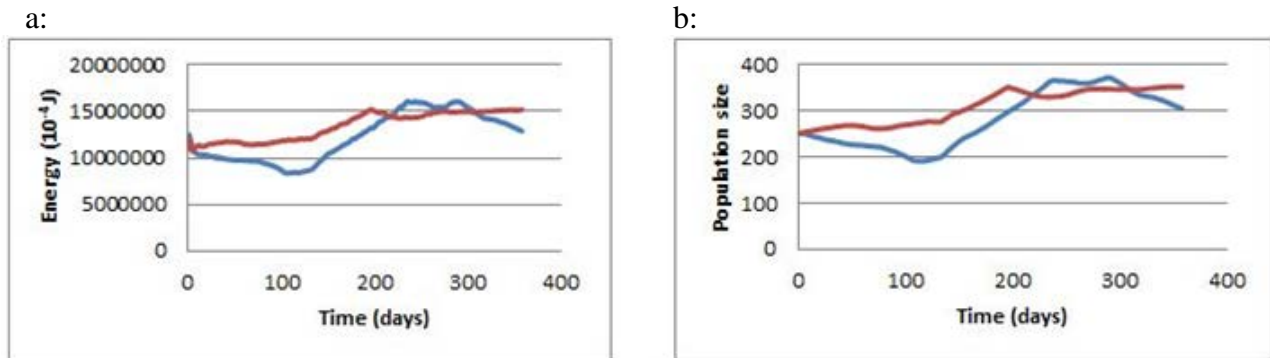 a:
20000000
15000000
10000000
5000000
0
Energy (10⁻⁴ J)
0 100 200 300 400
Time (days)
b:
400
300
200
100
0
Population size
0 100 200 300 400
Time (days)